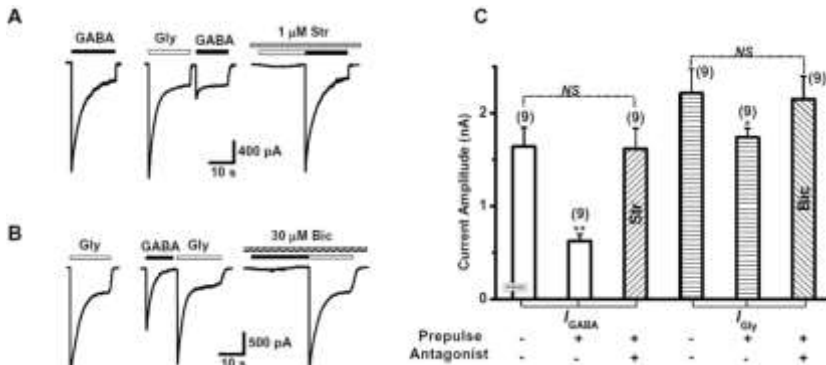 A
GABA
Gly
GABA
1 μM Str
400 pA
10 s
B
Gly
GABA
Gly
30 μM Bic
500 pA
10 s
C
Current Amplitude (nA)
2
1
0
NS
NS
(9)
(9)
**
(9)
(9)
(9)
*
(9)
Str
Bic
IGABA
IGly
Prepulse - + + - + +
Antagonist - - + - - +